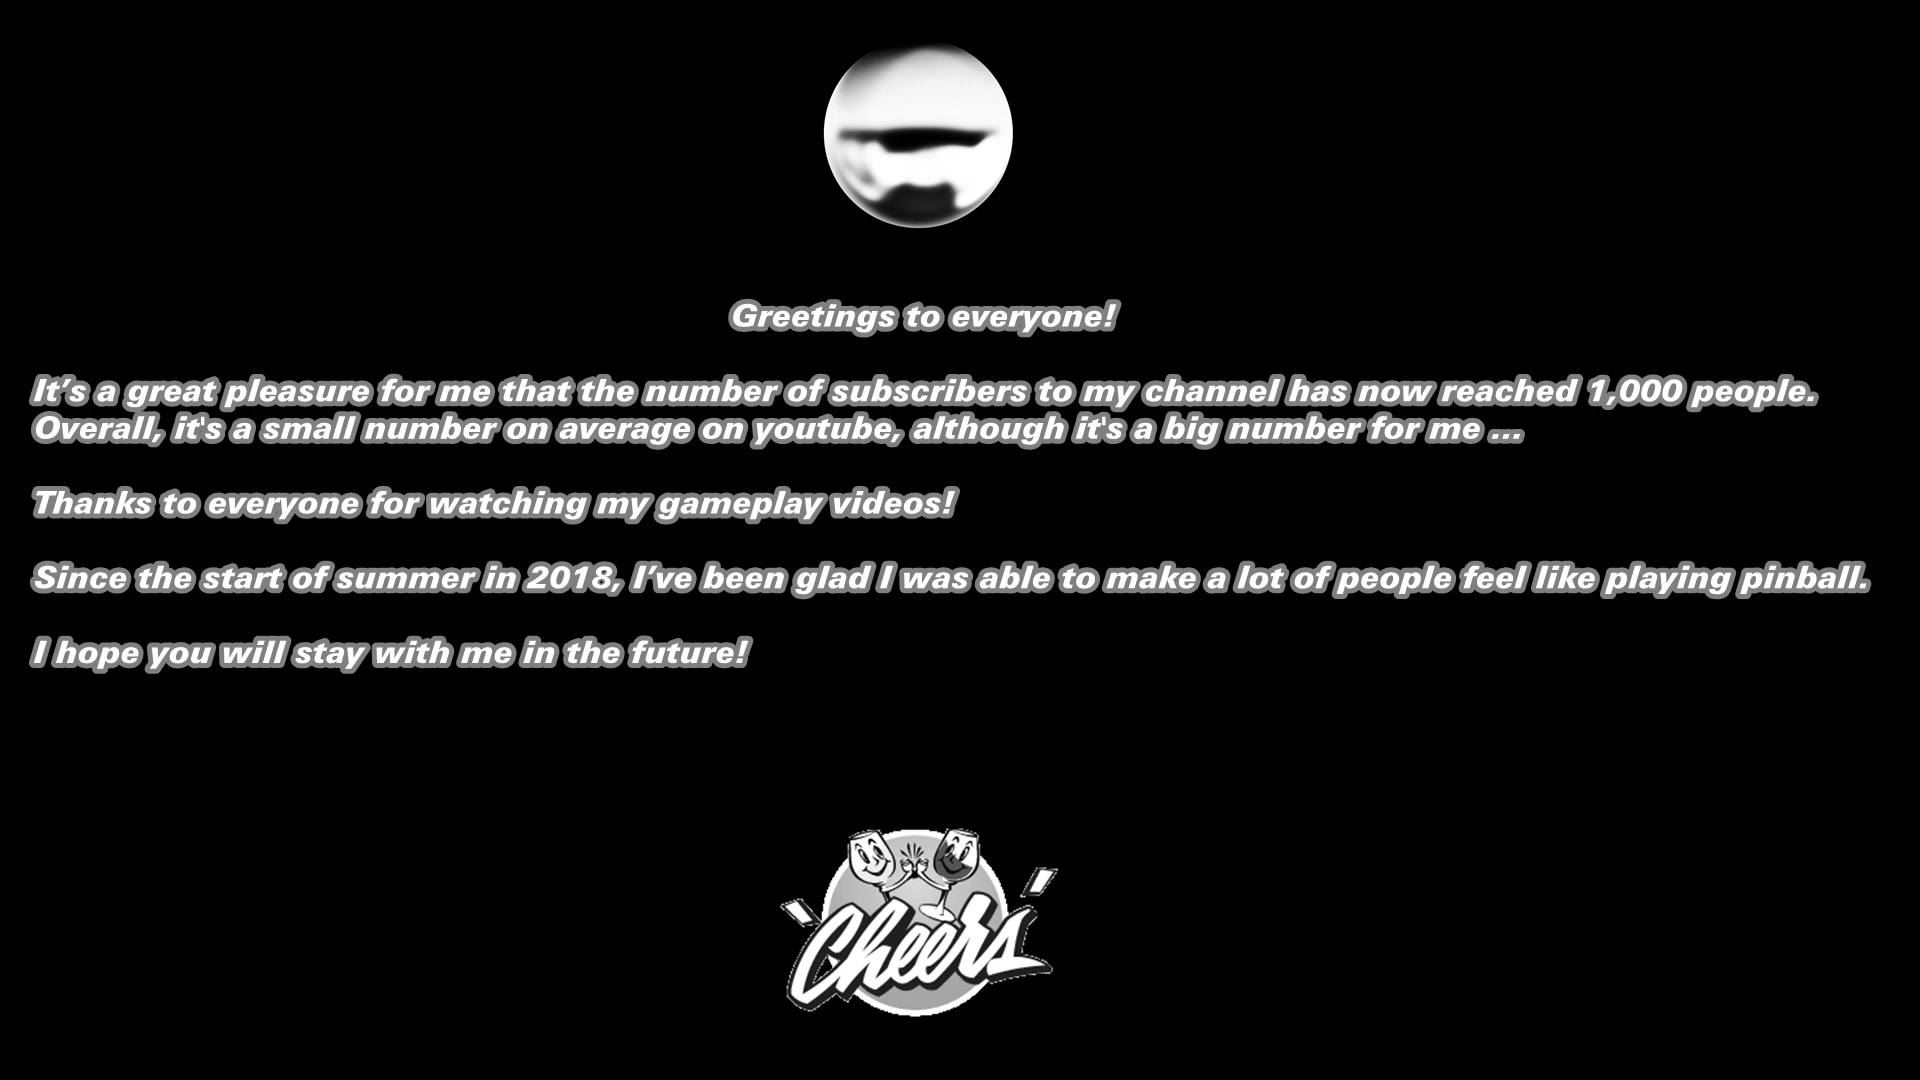 Greetings to everyone!
It’s a great pleasure for me that the number of subscribers to my channel has now reached 1,000 people.
Overall, it's a small number on average on youtube, although it's a big number for me ...
Thanks to everyone for watching my gameplay videos!
Since the start of summer in 2018, I’ve been glad I was able to make a lot of people feel like playing pinball.
I hope you will stay with me in the future!
Cheers